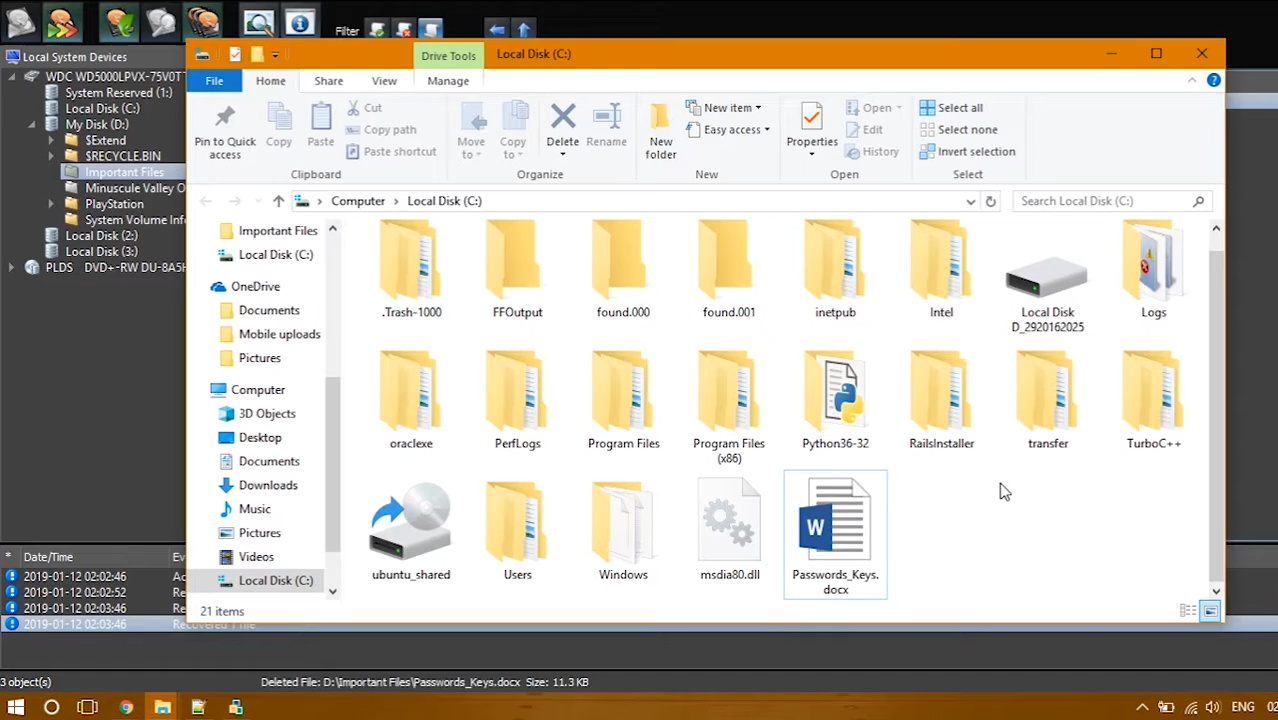 Filter
Local System Devices
WDC WD5000LPVX-75V0T
System Reserved (1:)
Local Disk (C:)
My Disk (D:)
$Extend
$RECYCLE.BIN
Important Files
Minuscule Valley O
PlayStation
System Volume Info
Local Disk (2:)
Local Disk (3:)
PLDS DVD+-RW DU-8A5H
Drive Tools
Local Disk (C:)
File
Home
Share
View
Manage
Pin to Quick access
Copy
Paste
Cut
Copy path
Paste shortcut
Clipboard
Move to
Copy to
Delete
Rename
Organize
New folder
New item
Easy access
New
Properties
Open
Edit
History
Open
Select all
Select none
Invert selection
Select
Computer
Local Disk (C:)
Search Local Disk (C:)
Important Files
Local Disk (C:)
OneDrive
Documents
Mobile uploads
Pictures
Computer
3D Objects
Desktop
Documents
Downloads
Music
Pictures
Videos
Local Disk (C:)
.Trash-1000
FFOutput
found.000
found.001
inetpub
Intel
Local Disk
D_2920162025
Logs
oraclexe
PerfLogs
Program Files
Program Files
(x86)
Python36-32
RailsInstaller
transfer
TurboC++
ubuntu_shared
Users
Windows
msdia80.dll
W
Passwords_Keys.
docx
21 items
* Date/Time Ev
2019-01-12 02:02:46 Ac
2019-01-12 02:02:52 Re
2019-01-12 02:03:46 Re
2019-01-12 02:03:46 Recovered 1 file
3 object(s)
Deleted File: D:\Important Files\Passwords_Keys.docx Size: 11.3 KB
ENG
02